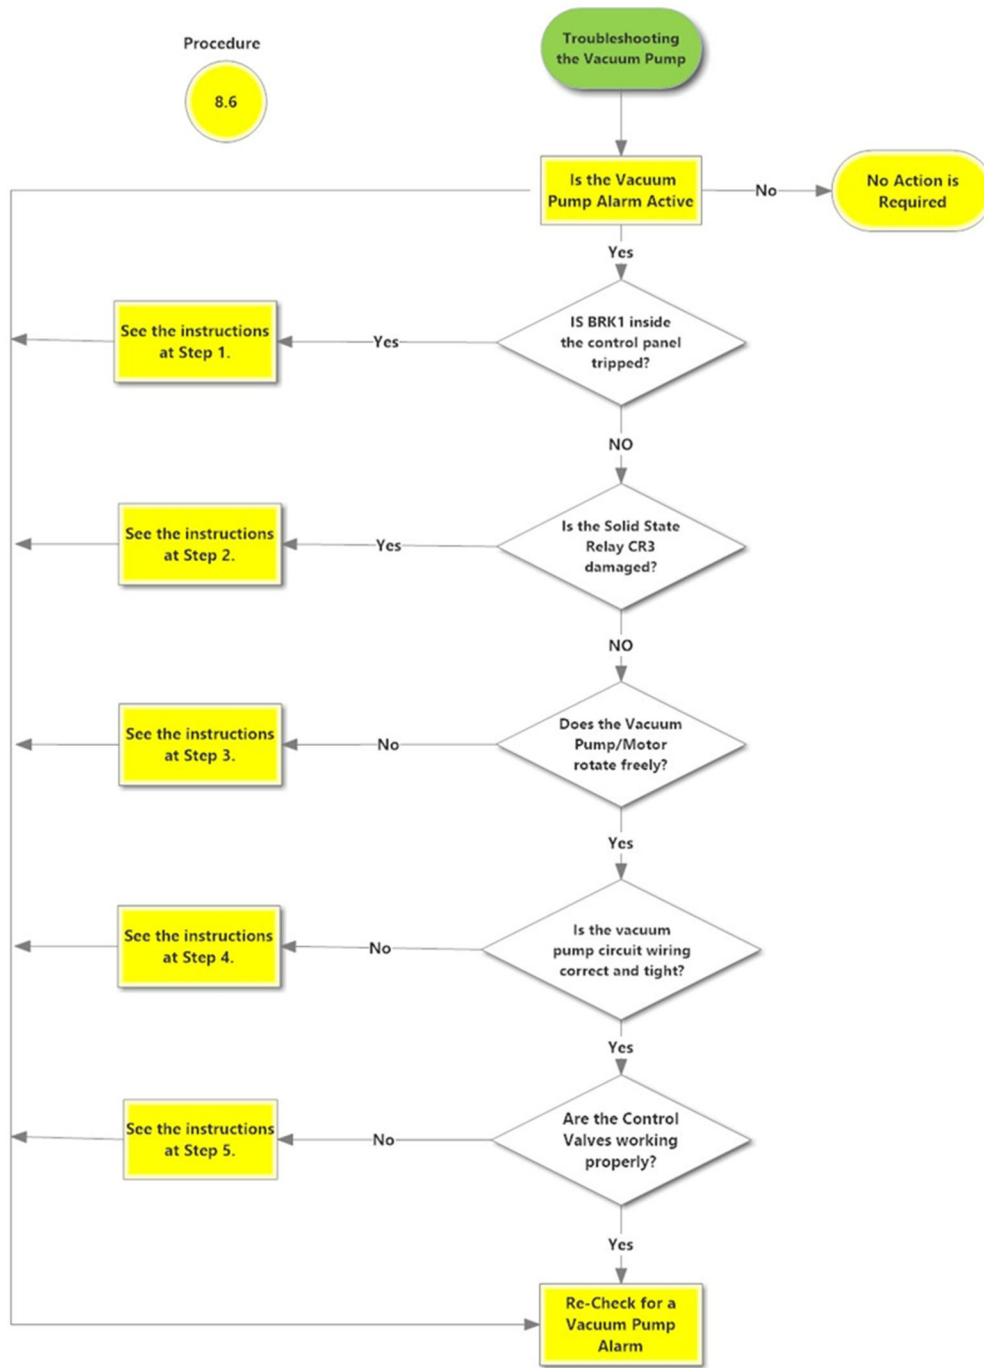 Procedure
8.6
Troubleshooting
the Vacuum Pump
Is the Vacuum
Pump Alarm Active
No
No Action is
Required
Yes
IS BRK1 inside
the control panel
tripped?
Yes
See the instructions
at Step 1.
NO
Is the Solid State
Relay CR3
damaged?
Yes
See the instructions
at Step 2.
NO
Does the Vacuum
Pump/Motor
rotate freely?
No
See the instructions
at Step 3.
Yes
Is the vacuum
pump circuit wiring
correct and tight?
No
See the instructions
at Step 4.
Yes
Are the Control
Valves working
properly?
No
See the instructions
at Step 5.
Yes
Re-Check for a
Vacuum Pump
Alarm